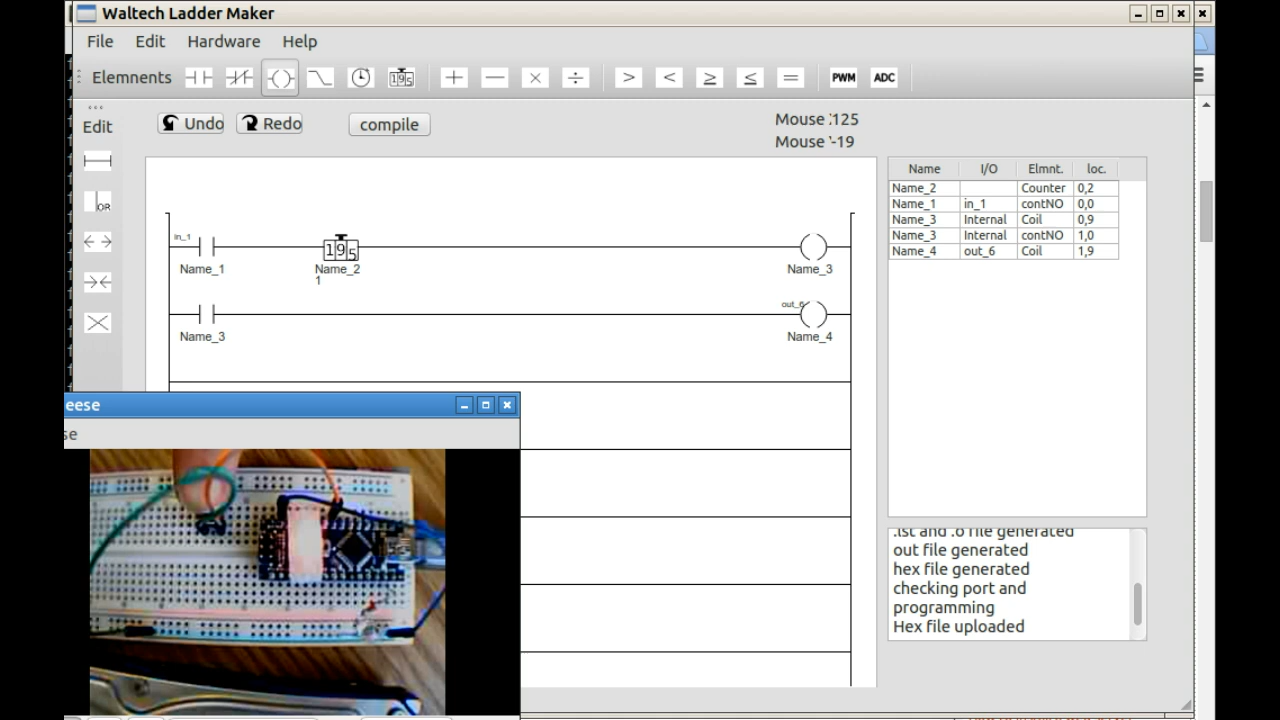 Waltech Ladder Maker
File Edit Hardware Help
Elemnents 195 + — × ÷ > < ≥ ≤ = PWM ADC
Edit
Undo Redo compile
Mouse 125
Mouse -19
OR
in_1
Name_1
195
Name_2
1
Name_3
Name_3
out_6
Name_4
Name I/O Elmnt. loc.
Name_2 Counter 0,2
Name_1 in_1 contNO 0,0
Name_3 Internal Coil 0,9
Name_3 Internal contNO 1,0
Name_4 out_6 Coil 1,9
eese
se
.lst and .o file generated
out file generated
hex file generated
checking port and
programming
Hex file uploaded